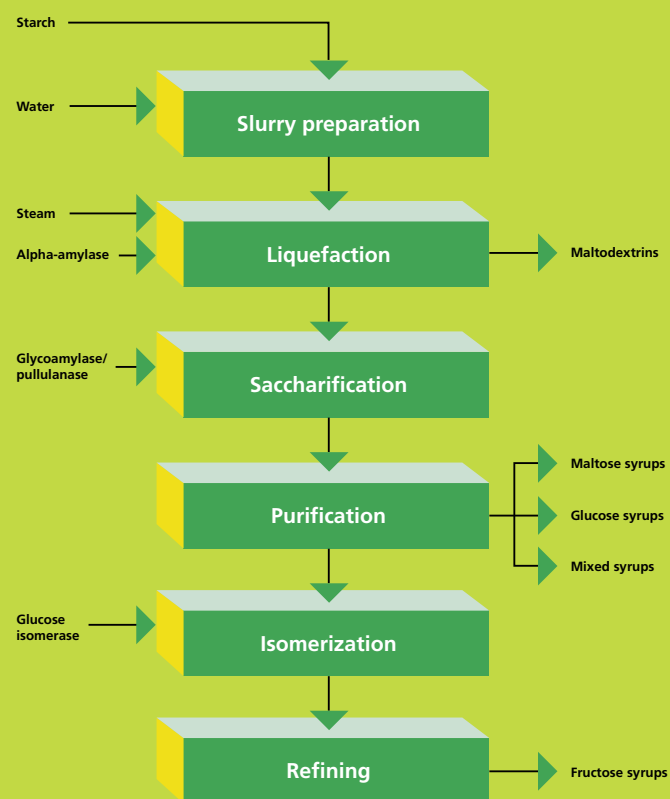 Starch
Water
Slurry preparation
Steam
Alpha-amylase
Liquefaction
Maltodextrins
Glycoamylase/
pullulanase
Saccharification
Maltose syrups
Purification
Glucose syrups
Mixed syrups
Glucose
isomerase
Isomerization
Refining
Fructose syrups